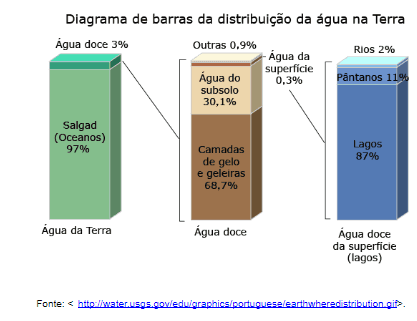 Diagrama de barras da distribuição da água na Terra
Água doce 3%
Salgad
(Oceanos)
97%
Água da Terra
Outras 0,9%
Água do
subsolo
30,1%
Camadas
de gelo
e geleiras
68,7%
Água doce
Água da
superfície
0,3%
Rios 2%
Pântanos 11%
Lagos
87%
Água doce
da superfície
(lagos)
Fonte: < http://water.usgs.gov/edu/graphics/portuguese/earthwheredistribution.gif>.